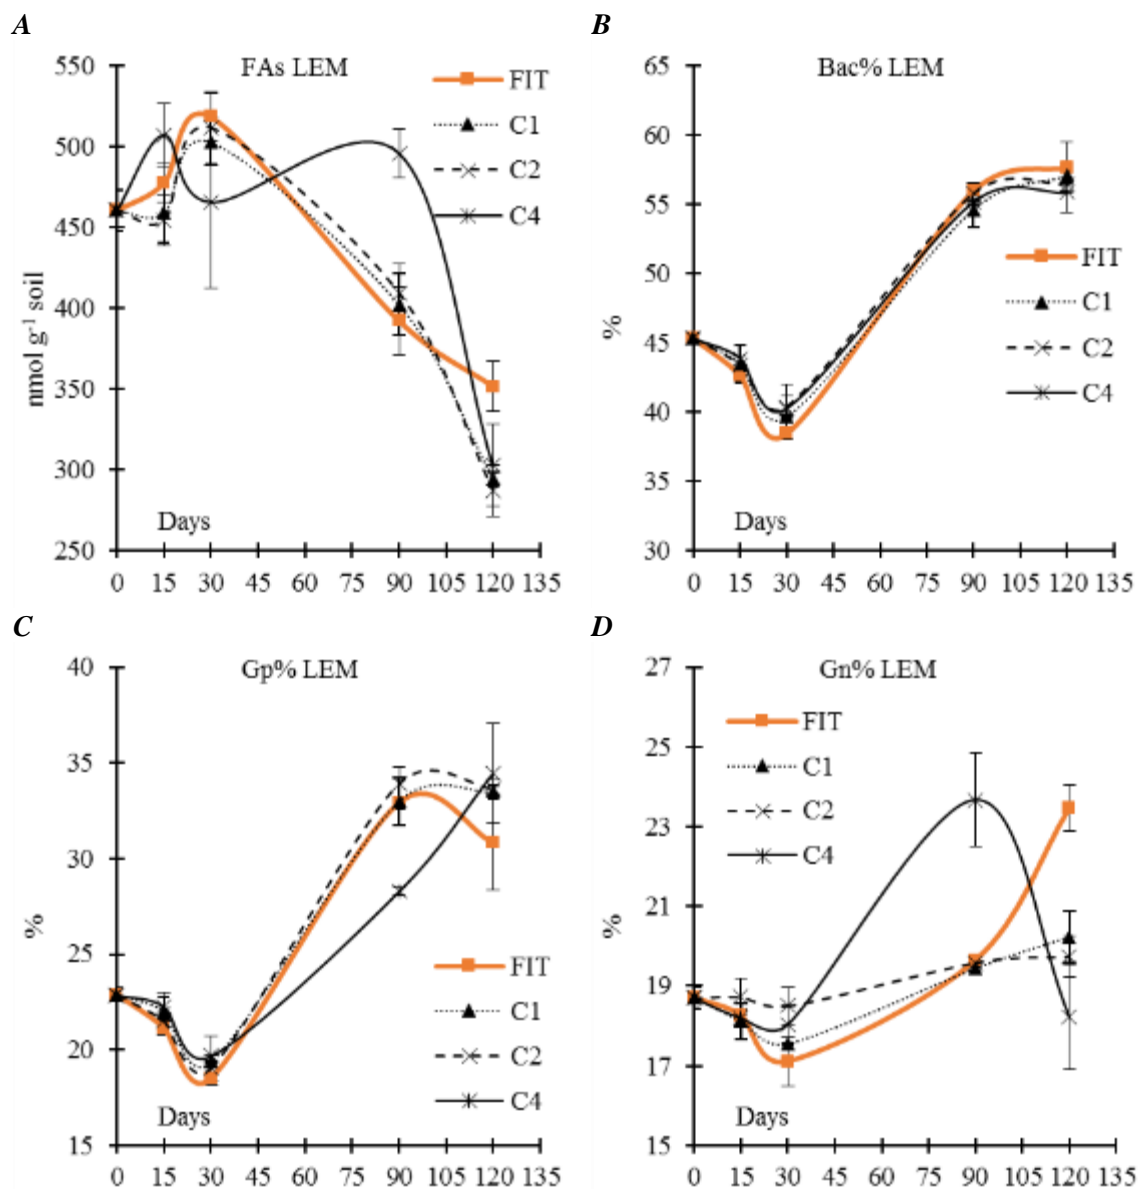 A
FAs LEM
nmol g-1 soil
550
500
450
400
350
300
250
FIT
C1
C2
C4
Days
0 15 30 45 60 75 90 105 120 135
B
Bac% LEM
%
65
60
55
50
45
40
35
30
FIT
C1
C2
C4
Days
0 15 30 45 60 75 90 105 120 135
C
Gp% LEM
%
40
35
30
25
20
15
FIT
C1
C2
C4
Days
0 15 30 45 60 75 90 105 120 135
D
Gn% LEM
%
27
25
23
21
19
17
15
FIT
C1
C2
C4
Days
0 15 30 45 60 75 90 105 120 135